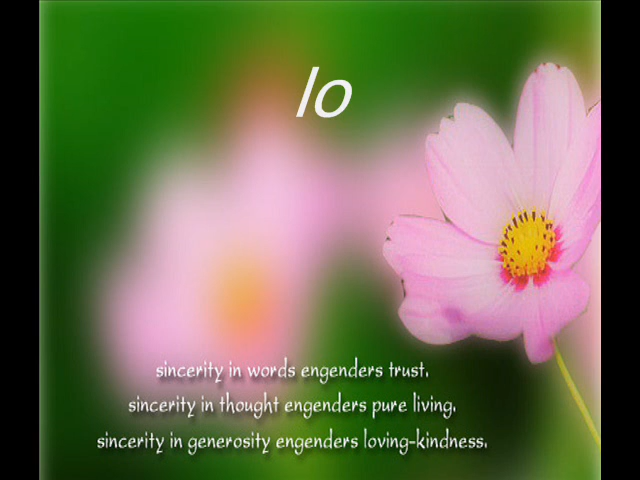 lo
sincerity in words engenders trust.
sincerity in thought engenders pure living.
sincerity in generosity engenders loving-kindness.